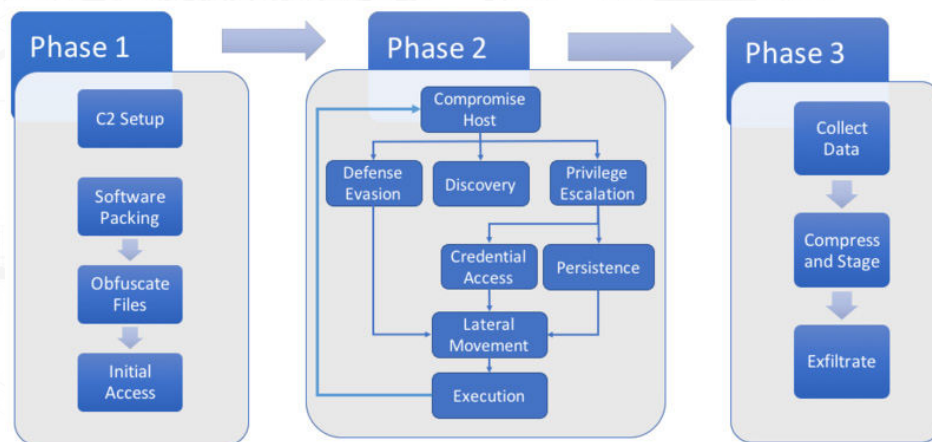 Phase 1
C2 Setup
Software
Packing
Obfuscate
Files
Initial
Access
Phase 2
Compromise
Host
Defense
Evasion
Discovery
Privilege
Escalation
Credential
Access
Persistence
Lateral
Movement
Execution
Phase 3
Collect
Data
Compress
and Stage
Exfiltrate